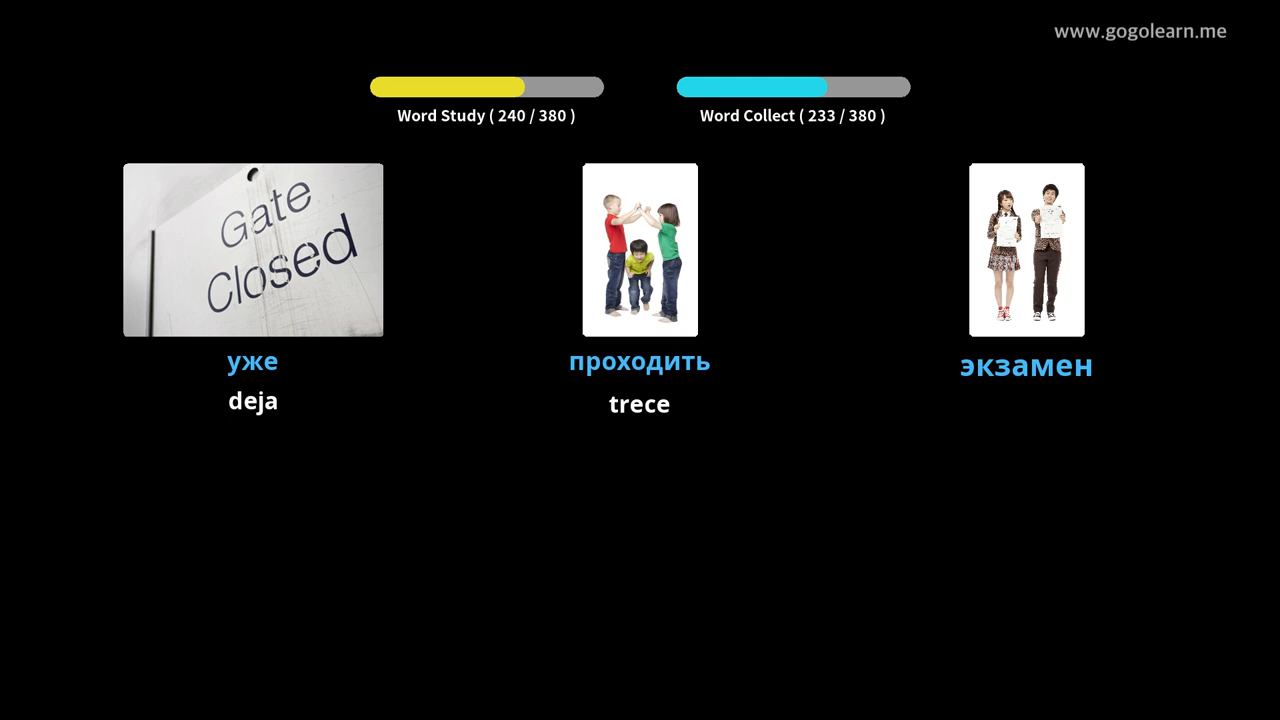 www.gogolearn.me
Word Study ( 240 / 380 )
Word Collect ( 233 / 380 )
Gate
Closed
уже
deja
проходить
trece
экзамен